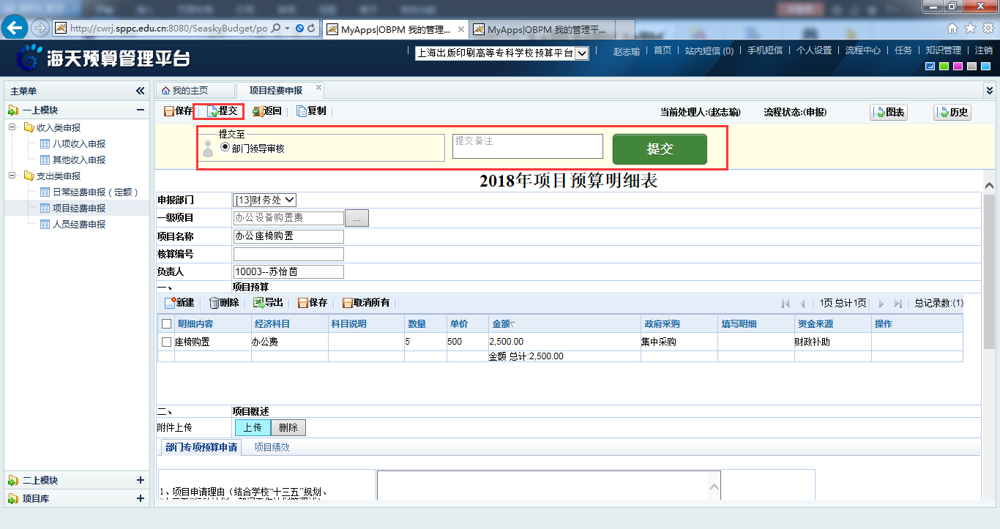 http://cwrj.sppc.edu.cn:8080/SeaskyBudget/po
MyApps|OBPM 我的管理...
MyApps|OBPM 我的管理平...
海天预算管理平台
上海出版印刷高等专科学校预算平台
赵志瑜 首页 站内短信 (0) 手机短信 个人设置 流程中心 任务 知识管理 注销
主菜单
我的主页
项目经费申报
一上模块
保存 提交 返回 复制
当前处理人:(赵志瑜) 流程状态:(申报)
图表 历史
收入类申报
八项收入申报
其他收入申报
支出类申报
日常经费申报（定额）
项目经费申报
人员经费申报
二上模块
项目库
提交至
部门领导审核
提交备注
提交
2018年项目预算明细表
申报部门 [13]财务处
一级项目 办公设备购置费 ...
项目名称 办公座椅购置
核算编号
负责人 10003--苏怡茵
一、 项目预算
新建 删除 导出 保存 取消所有 1页 总计1页 总记录数:(1)
明细内容 经济科目 科目说明 数量 单价 金额 政府采购 填写明细 资金来源 操作
座椅购置 办公费 5 500 2,500.00 集中采购 财政补助
金额 总计:2,500.00
二、 项目概述
附件上传 上传 删除
部门专项预算申请 项目绩效
1、项目申请理由（结合学校“十三五”规划、